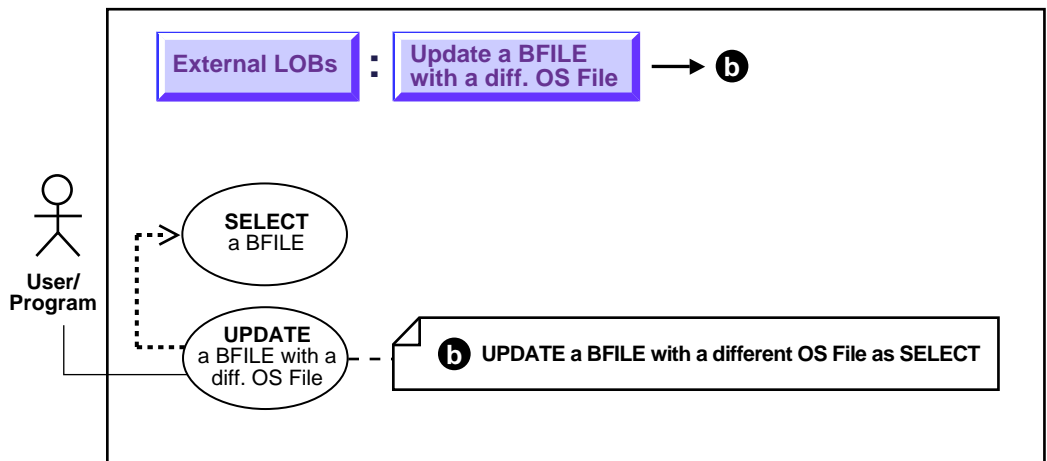 External LOBs : Update a BFILE
with a diff. OS File b
SELECT
a BFILE
User/
Program
UPDATE
a BFILE with a
diff. OS File
b UPDATE a BFILE with a different OS File as SELECT